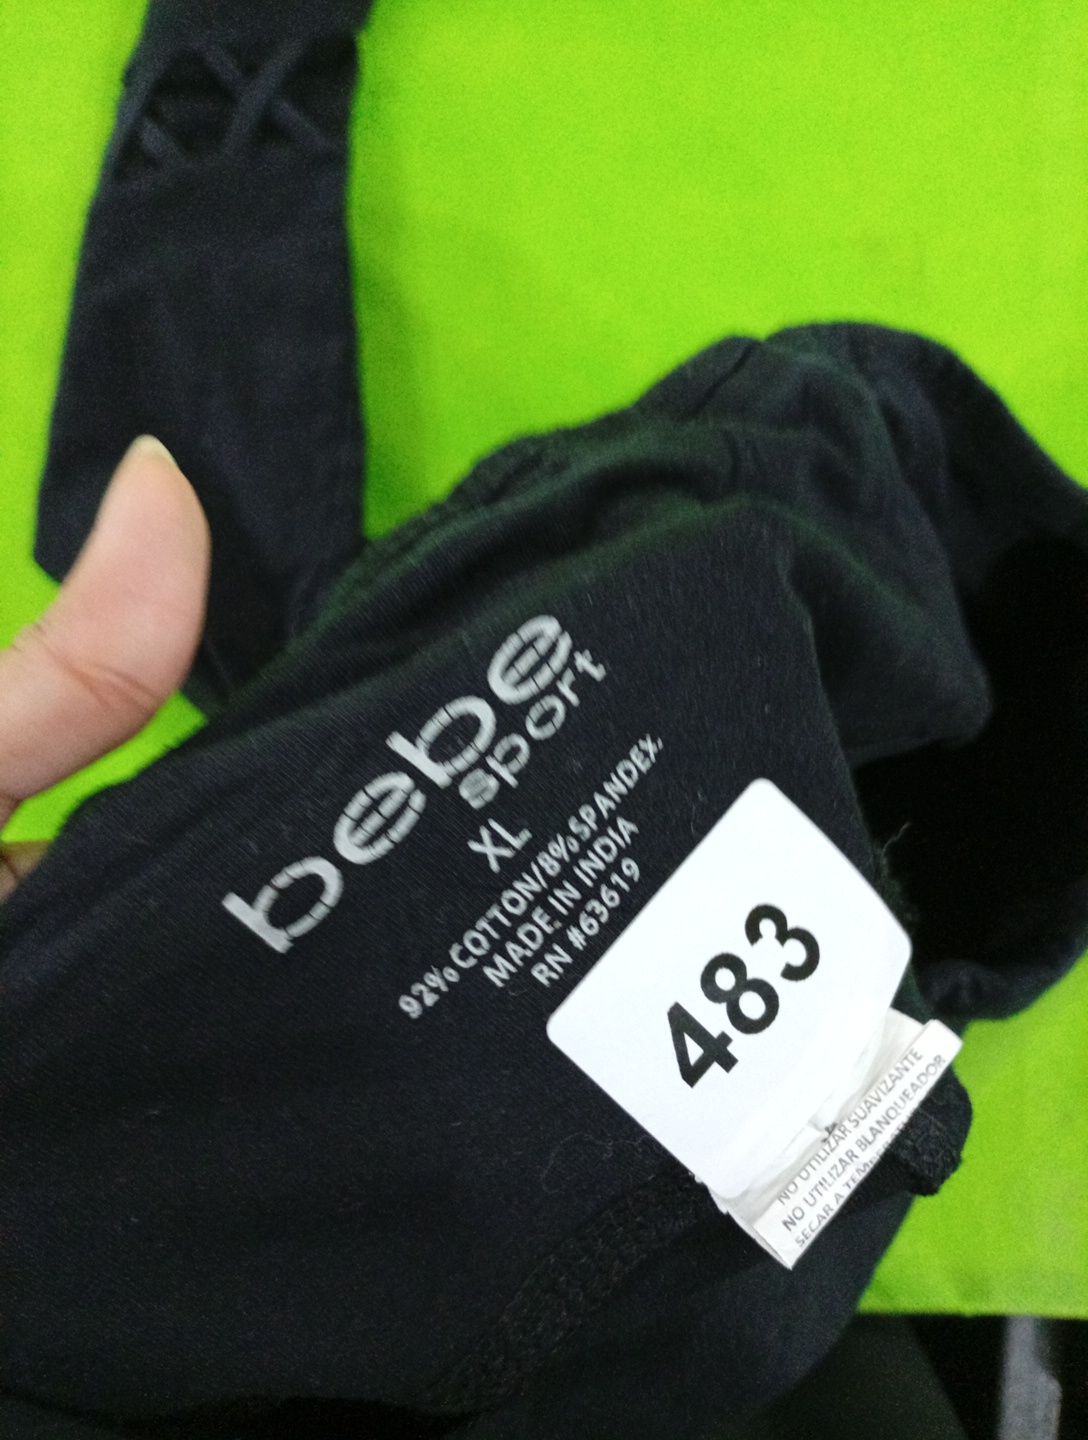 bebe
sport
XL
92% COTTON/8% SPANDEX.
MADE IN INDIA
RN #63619
483
NO UTILIZAR SUAVIZANTE
NO UTILIZAR BLANQUEADOR
SECAR A